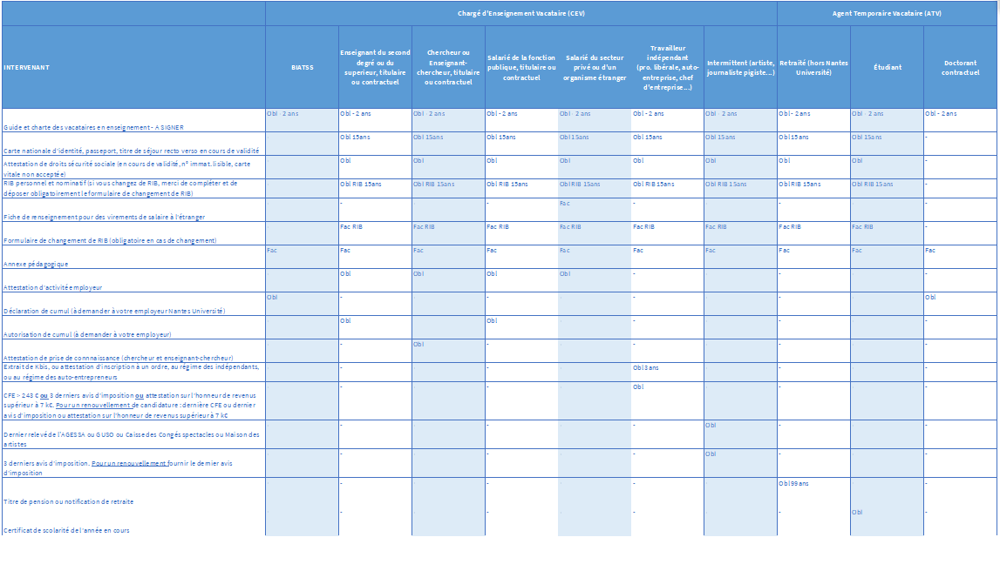 Chargé d'Enseignement Vacataire (CEV) Agent Temporaire Vacataire (ATV)
INTERVENANT BIATSS Enseignant du second degré ou du superieur, titulaire ou contractuel Chercheur ou Enseignant-chercheur, titulaire ou contractuel Salarié de la fonction publique, titulaire ou contractuel Salarié du secteur privé ou d'un organisme étranger Travailleur indépendant (pro. libérale, auto-entreprise, chef d'entreprise...) Intermittent (artiste, journaliste pigiste...) Retraité (hors Nantes Université) Étudiant Doctorant contractuel
Guide et charte des vacataires en enseignement - A SIGNER Obl - 2 ans Obl - 2 ans Obl - 2 ans Obl - 2 ans Obl - 2 ans Obl - 2 ans Obl - 2 ans Obl - 2 ans Obl - 2 ans Obl - 2 ans
Carte nationale d'identité, passeport, titre de séjour recto verso en cours de validité - Obl 15ans Obl 15ans Obl 15ans Obl 15ans Obl 15ans Obl 15ans Obl 15ans Obl 15ans -
Attestation de droits sécurité sociale (en cours de validité, n° immat. lisible, carte
vitale non acceptée) - Obl Obl Obl Obl Obl Obl Obl Obl -
RIB personnel et nominatif (si vous changez de RIB, merci de compléter et de
déposer obligatoirement le formulaire de changement de RIB) - Obl RIB 15ans Obl RIB 15ans Obl RIB 15ans Obl RIB 15ans Obl RIB 15ans Obl RIB 15ans Obl RIB 15ans Obl RIB 15ans -
Fiche de renseignement pour des virements de salaire à l'étranger - - - - Fac - - - - -
Formulaire de changement de RIB (obligatoire en cas de changement) - Fac RIB Fac RIB Fac RIB Fac RIB Fac RIB Fac RIB Fac RIB Fac RIB -
Annexe pédagogique Fac Fac Fac Fac Fac Fac Fac Fac Fac Fac
Attestation d'activité employeur - Obl Obl Obl Obl - - - - -
Déclaration de cumul (à demander à votre employeur Nantes Université) Obl - - - - - - - - Obl
Autorisation de cumul (à demander à votre employeur) - Obl - Obl - - - - - -
Attestation de prise de connnaissance (chercheur et enseignant-chercheur) - - Obl - - - - - - -
Extrait de Kbis, ou attestation d'inscription à un ordre, au régime des indépendants,
ou au régime des auto-entrepreneurs - - - - - Obl 3 ans - - - -
CFE > 243 € ou 3 derniers avis d'imposition ou attestation sur l'honneur de revenus
supérieur à 7 k€. Pour un renouvellement de candidature : dernière CFE ou dernier
avis d'imposition ou attestation sur l'honneur de revenus supérieur à 7 k€ - - - - - Obl - - - -
Dernier relevé de l'AGESSA ou GUSO ou Caisse des Congés spectacles ou Maison des
artistes - - - - - - Obl - - -
3 derniers avis d'imposition. Pour un renouvellement fournir le dernier avis
d'imposition - - - - - - Obl - - -
Titre de pension ou notification de retraite - - - - - - - Obl 99 ans - -
Certificat de scolarité de l'année en cours - - - - - - - - Obl -